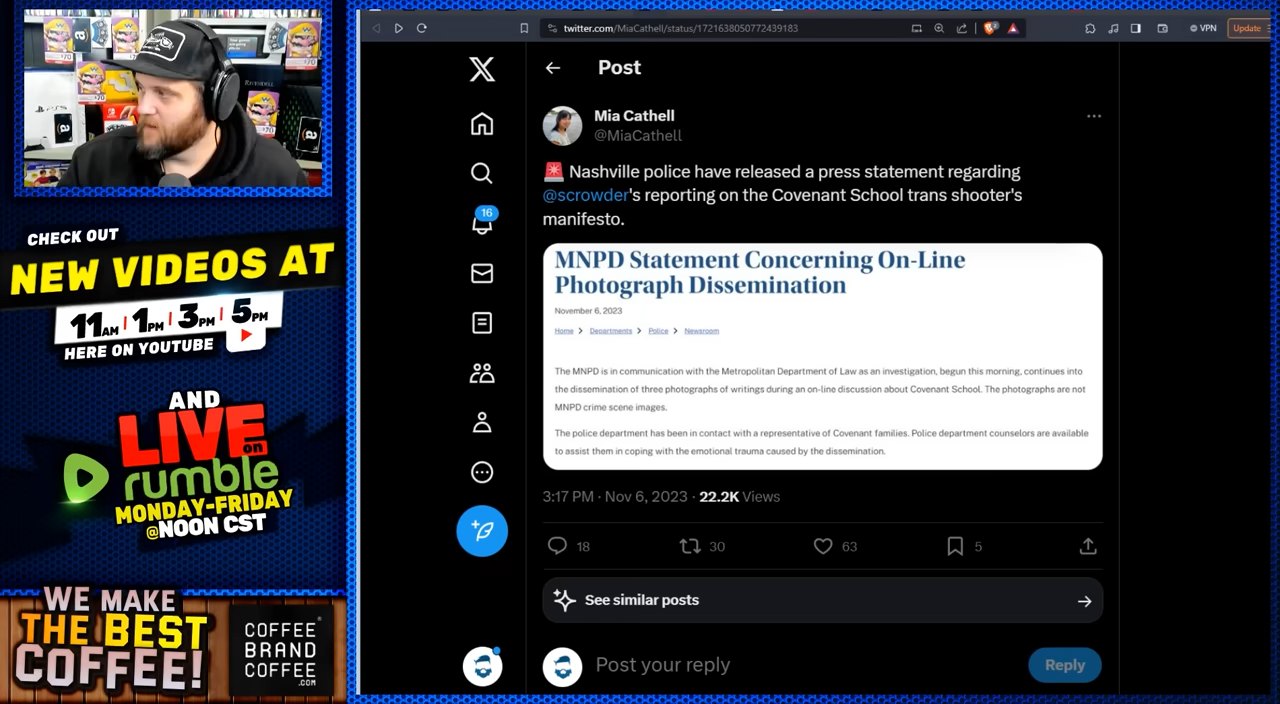 twitter.com/MiaCathell/status/1721638050772439183
VPN
Update
Post
Mia Cathell
@MiaCathell
Nashville police have released a press statement regarding
@scrowder's reporting on the Covenant School trans shooter's
manifesto.
MNPD Statement Concerning On-Line
Photograph Dissemination
November 6, 2023
Home > Departments > Police > Newsroom
The MNPD is in communication with the Metropolitan Department of Law as an investigation, begun this morning, continues into
the dissemination of three photographs of writings during an on-line discussion about Covenant School. The photographs are not
MNPD crime scene images.
The police department has been in contact with a representative of Covenant families. Police department counselors are available
to assist them in coping with the emotional trauma caused by the dissemination.
3:17 PM · Nov 6, 2023 · 22.2K Views
18 30 63 5
See similar posts
Post your reply
Reply
16
CHECK OUT
NEW VIDEOS AT
11AM | 1PM | 3PM | 5PM
HERE ON YOUTUBE
AND
LIVE on
rumble
MONDAY-FRIDAY
@NOON CST
WE MAKE
THE BEST
COFFEE!
COFFEE
BRAND
COFFEE
.COM